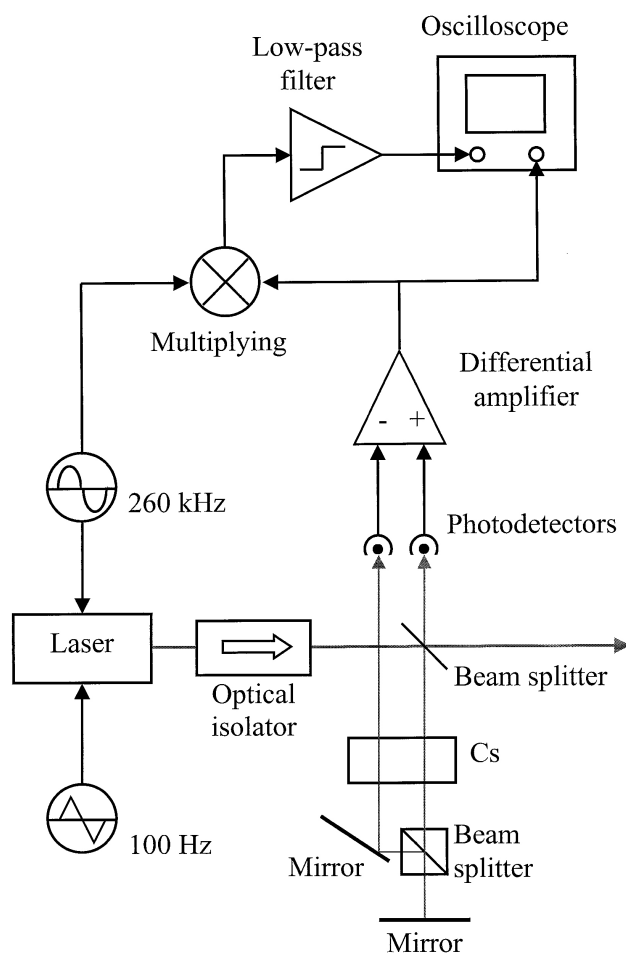 Oscilloscope
Low-pass
filter
Multiplying
Differential
amplifier
- +
260 kHz
Photodetectors
Laser
Optical
isolator
Beam splitter
Cs
100 Hz
Mirror
Beam
splitter
Mirror